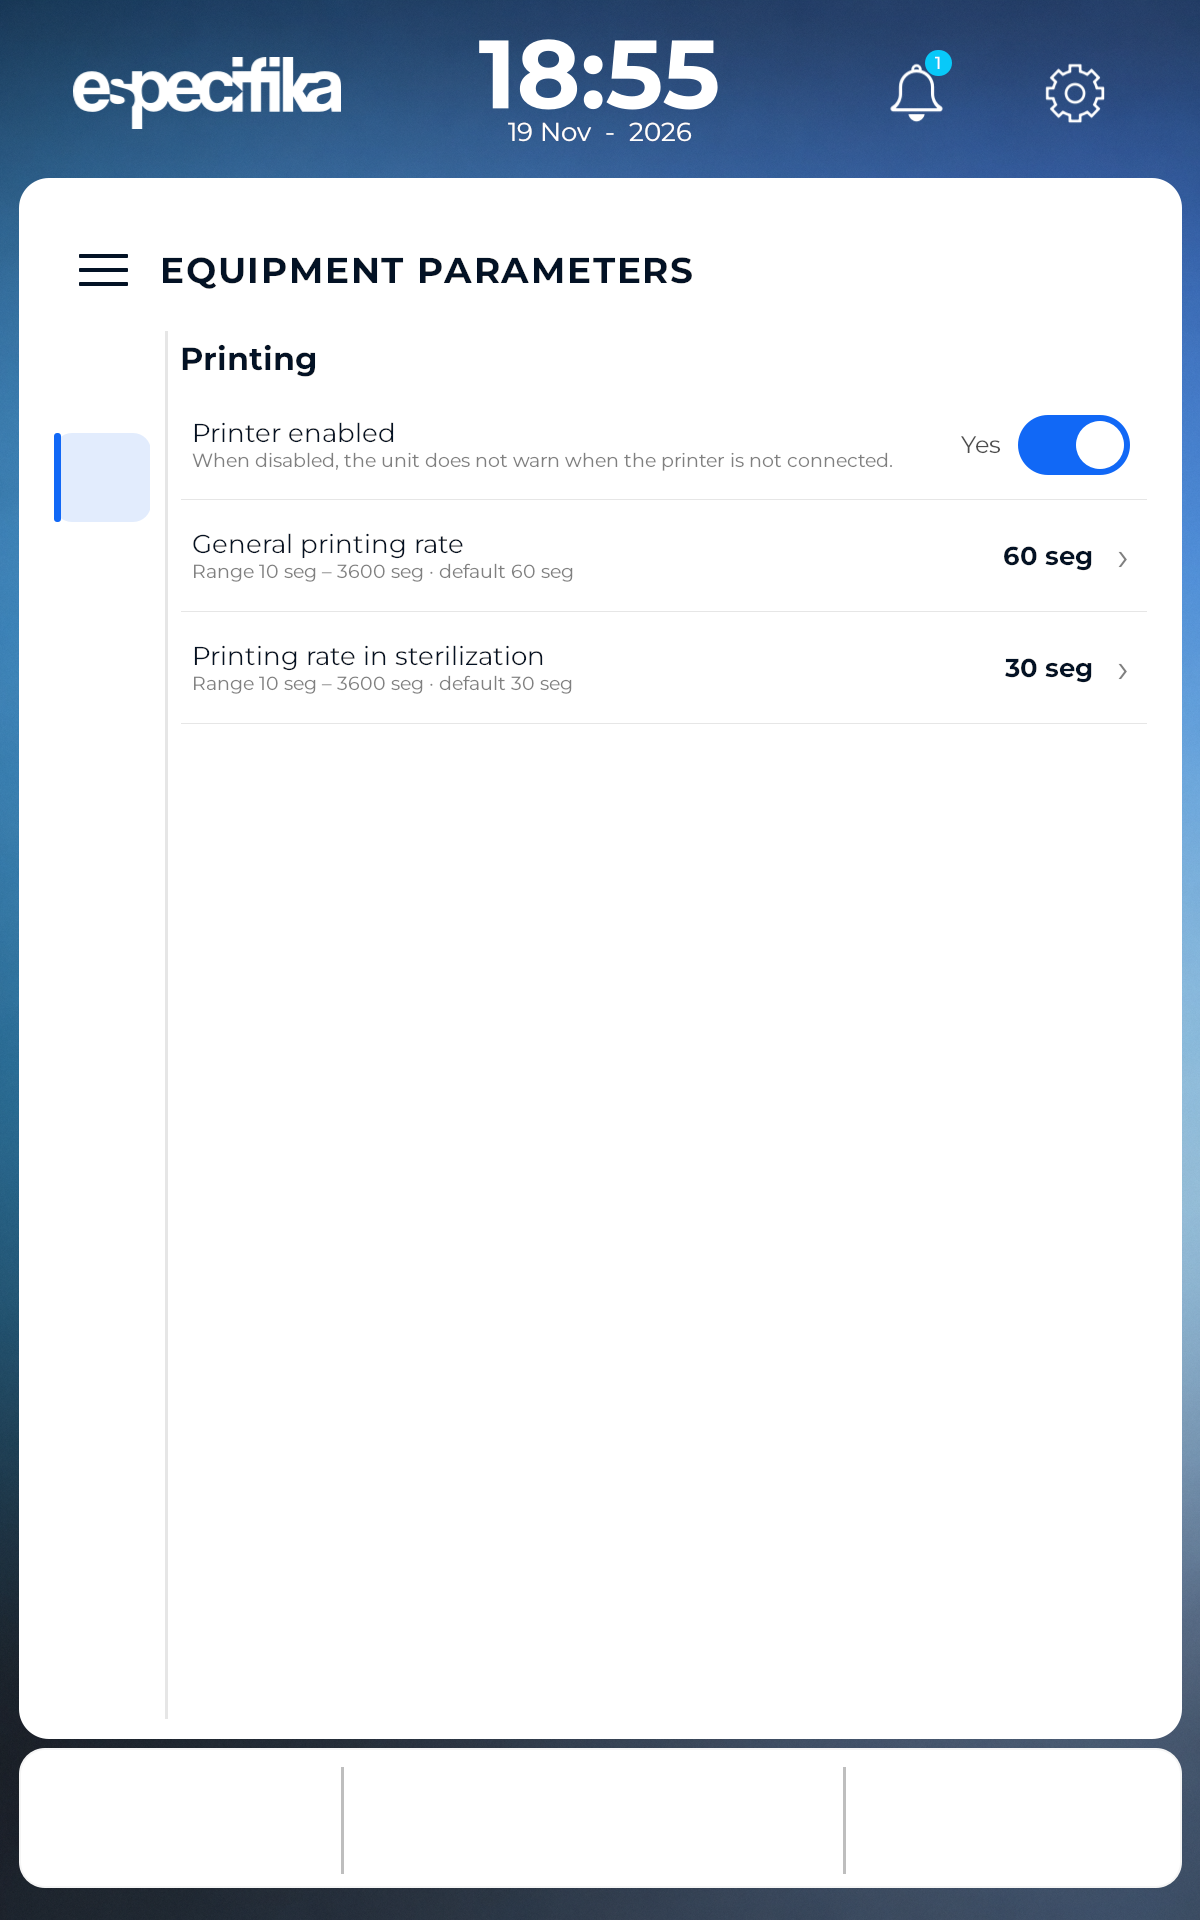 especifika
18:55
19 Nov - 2026
1
EQUIPMENT PARAMETERS
Printing
Printer enabled
When disabled, the unit does not warn when the printer is not connected.
Yes
General printing rate
Range 10 seg – 3600 seg · default 60 seg
60 seg ›
Printing rate in sterilization
Range 10 seg – 3600 seg · default 30 seg
30 seg ›